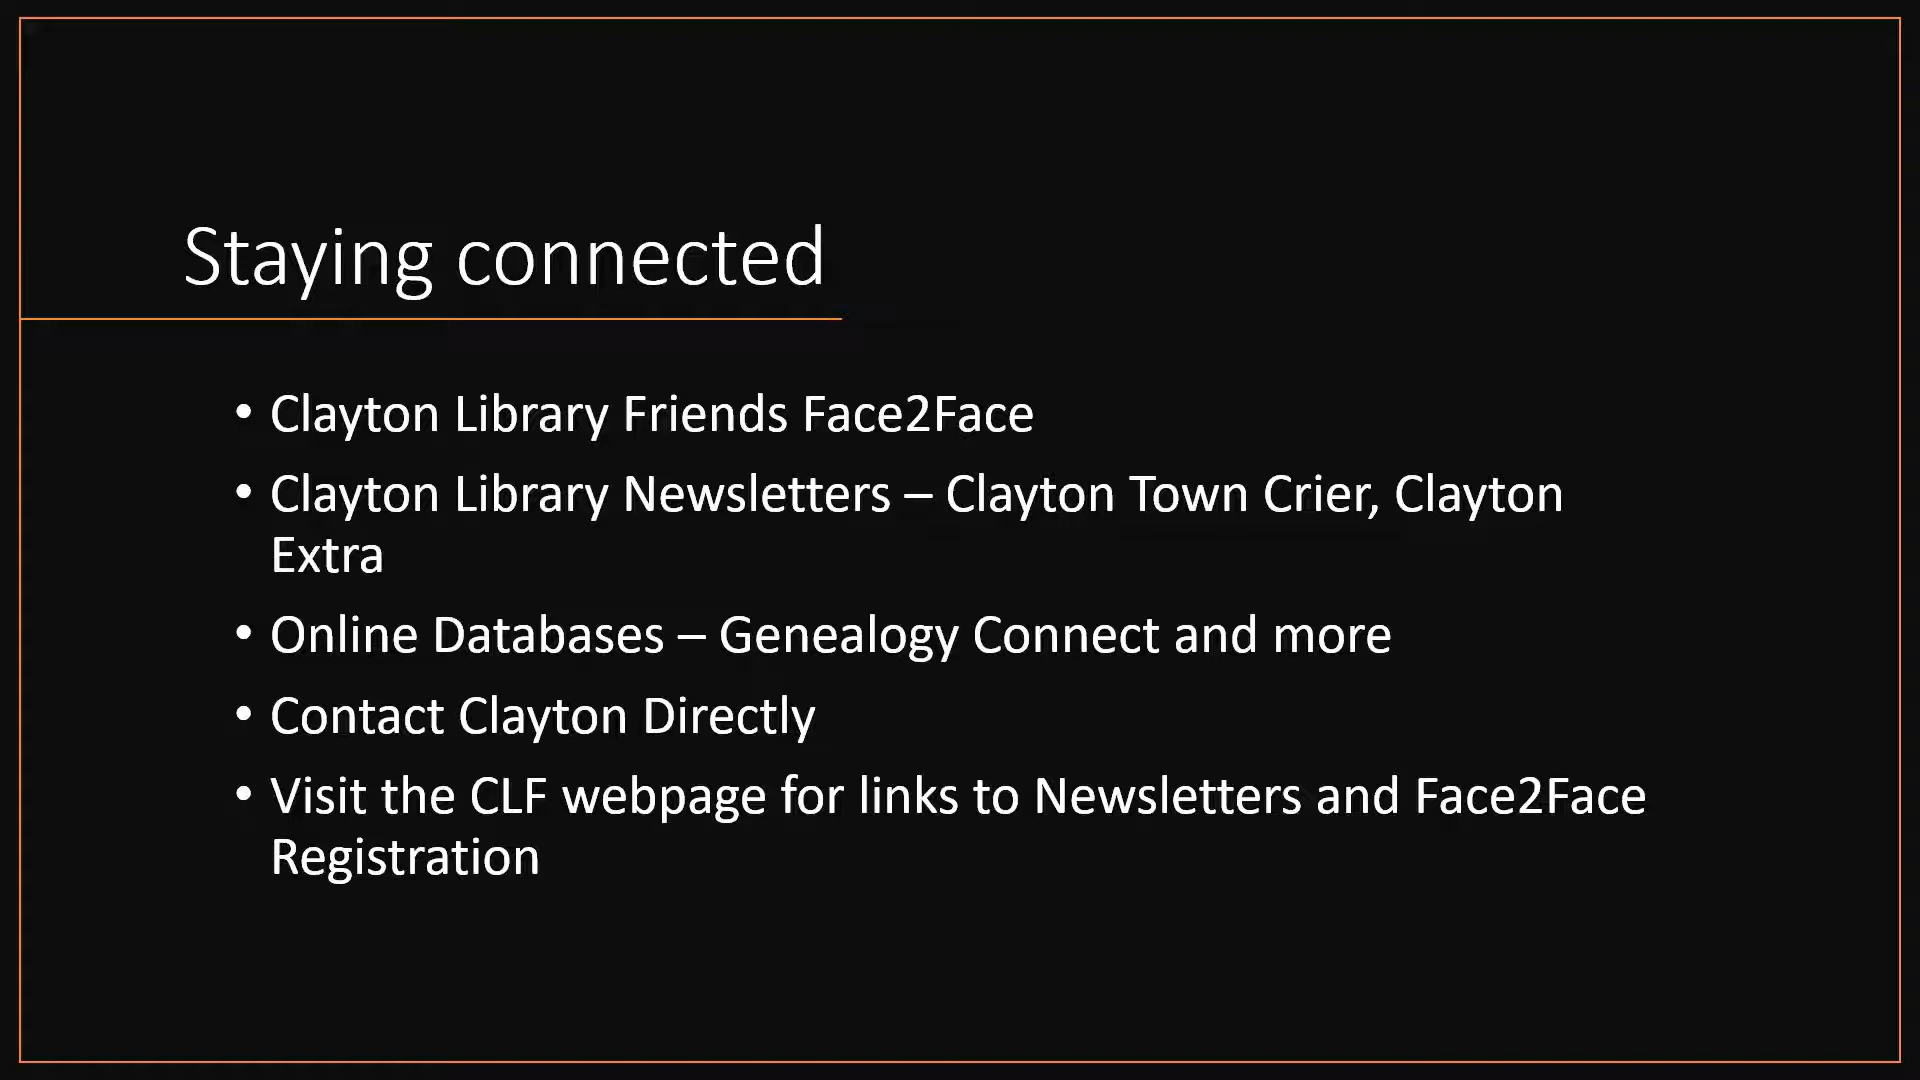 Staying connected
• Clayton Library Friends Face2Face
• Clayton Library Newsletters – Clayton Town Crier, Clayton
Extra
• Online Databases – Genealogy Connect and more
• Contact Clayton Directly
• Visit the CLF webpage for links to Newsletters and Face2Face
Registration